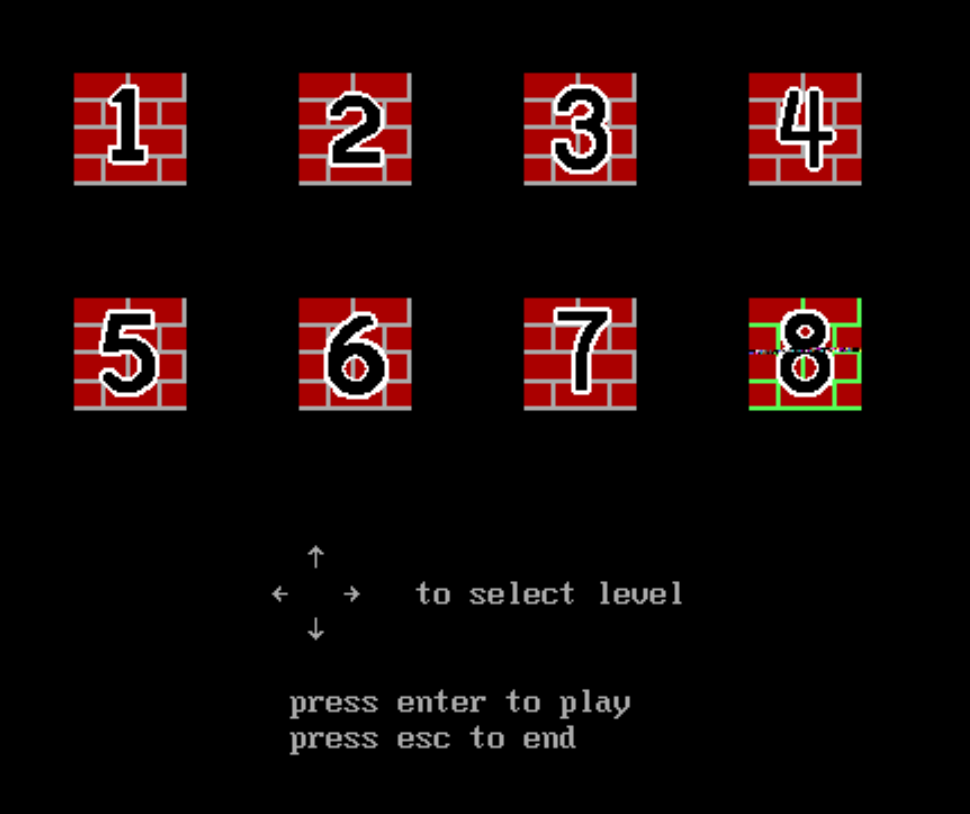 1 2 3 4
5 6 7 8
↑
← → to select level
↓
press enter to play
press esc to end